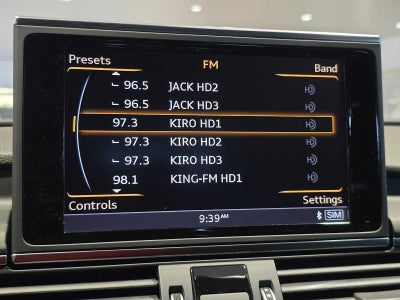 Presets FM Band
96.5 JACK HD2
96.5 JACK HD3
97.3 KIRO HD1
97.3 KIRO HD2
97.3 KIRO HD3
98.1 KING-FM HD1
Controls Settings
9:39AM SIM